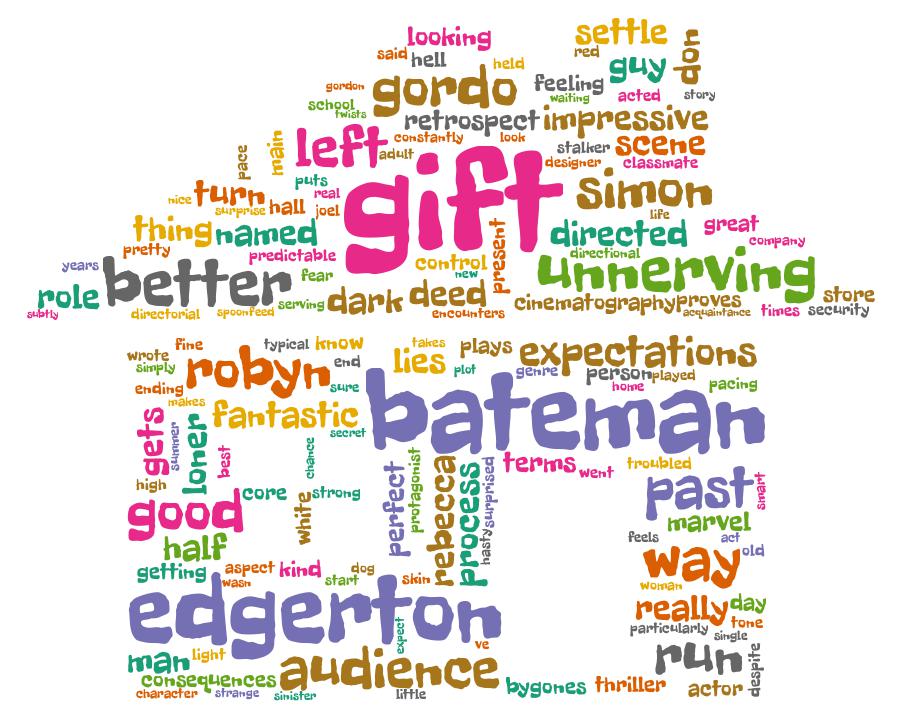 looking
settle
don
said
hell
red
guy
held
gordon
gordo
feeling
waiting
acted
story
school
twists
retrospect
impressive
left
constantly
look
main
adult
stalker
scene
pace
designer
classmate
gift
puts
real
simon
nice
turn
surprise
hall
joel
life
thing
named
present
directed
great
pretty
predictable
directional
company
years
better
fear
control
new
unnerving
role
subtly
directorial
spoonfeed
serving
dark
deed
encounters
cinematography
proves
acquaintance
times
store
security
wrote
fine
typical
know
takes
plays
expectations
simply
robyn
end
lies
plot
genre
person
played
ending
sure
home
pacing
makes
fantastic
bateman
secret
gets
summer
loner
best
chance
terms
went
troubled
high
core
strong
perfect
protagonist
rebecca
process
surprised
hasty
past
smart
good
white
marvel
half
feels
act
old
getting
aspect
kind
dog
way
wasn
start
skin
woman
edgerton
really
day
tone
particularly
single
expect
ve
man
light
run
despite
consequences
audience
character
strange
sinister
little
bygones
thriller
actor